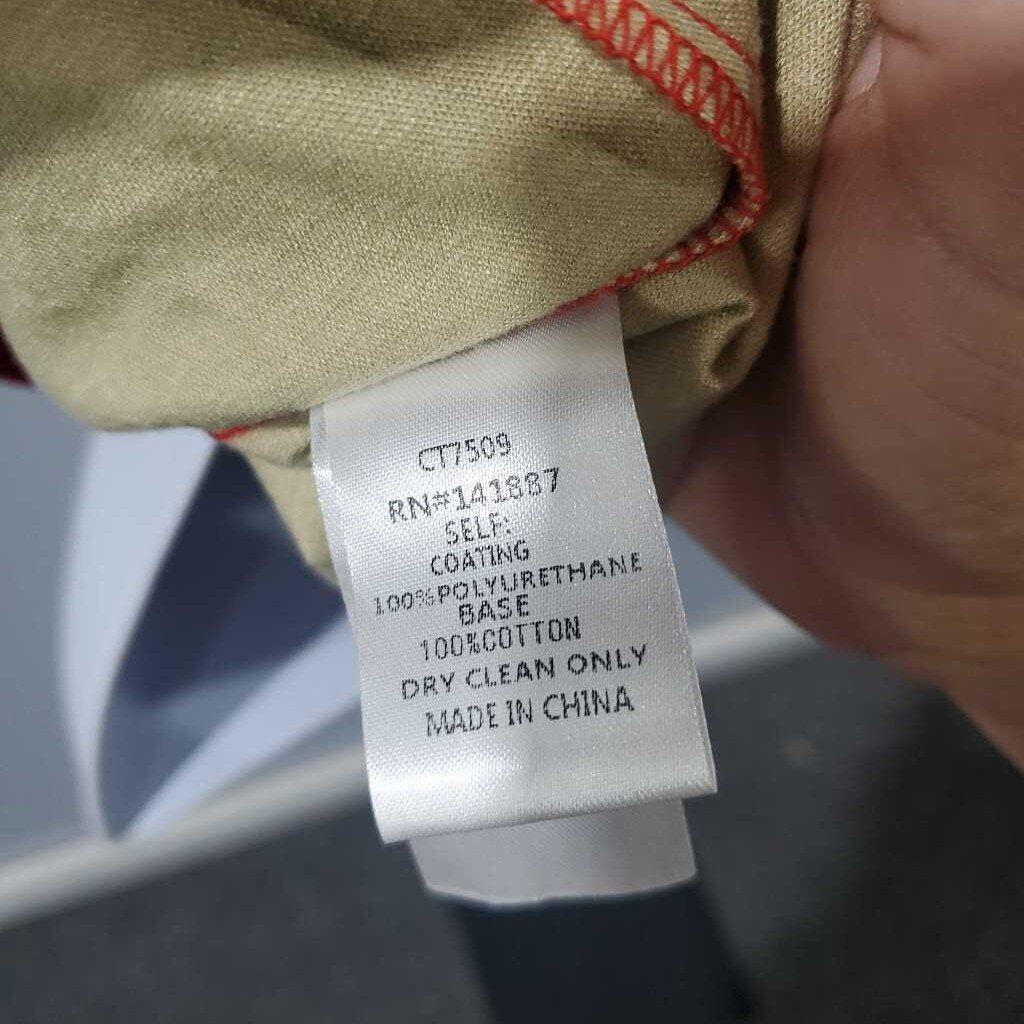 CT7509
RN#141887
SELF:
COATING
100%POLYURETHANE
BASE
100%COTTON
DRY CLEAN ONLY
MADE IN CHINA